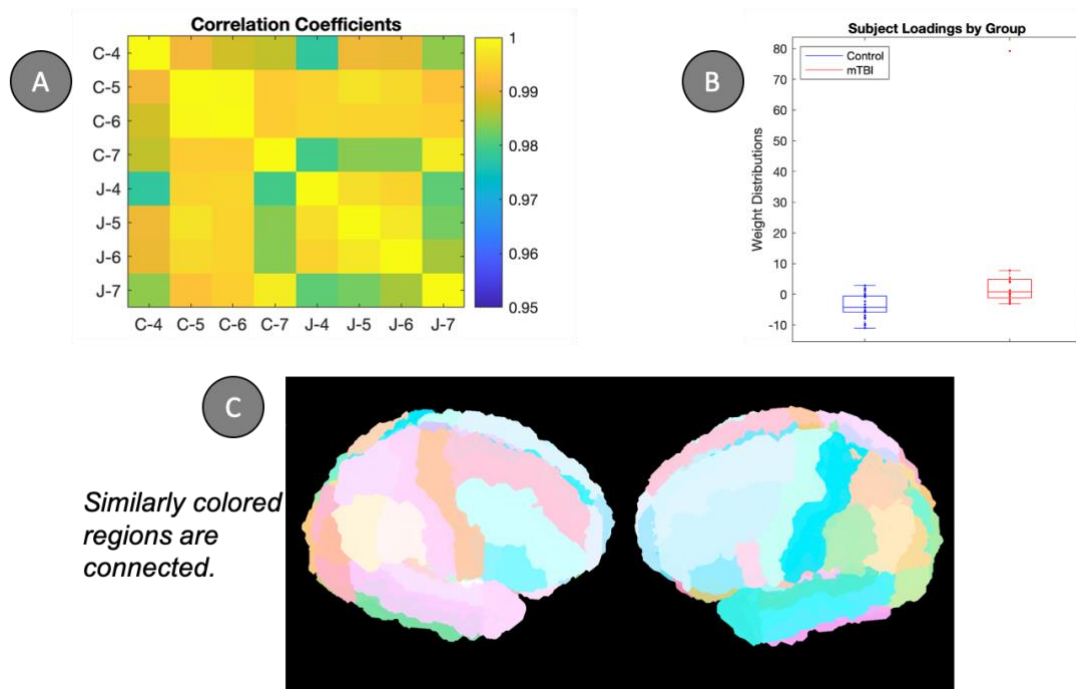 A
Correlation Coefficients
C-4
C-5
C-6
C-7
J-4
J-5
J-6
J-7
C-4 C-5 C-6 C-7 J-4 J-5 J-6 J-7
1
0.99
0.98
0.97
0.96
0.95
B
Subject Loadings by Group
Control
mTBI
Weight Distributions
80
70
60
50
40
30
20
10
0
-10
C
Similarly colored
regions are
connected.